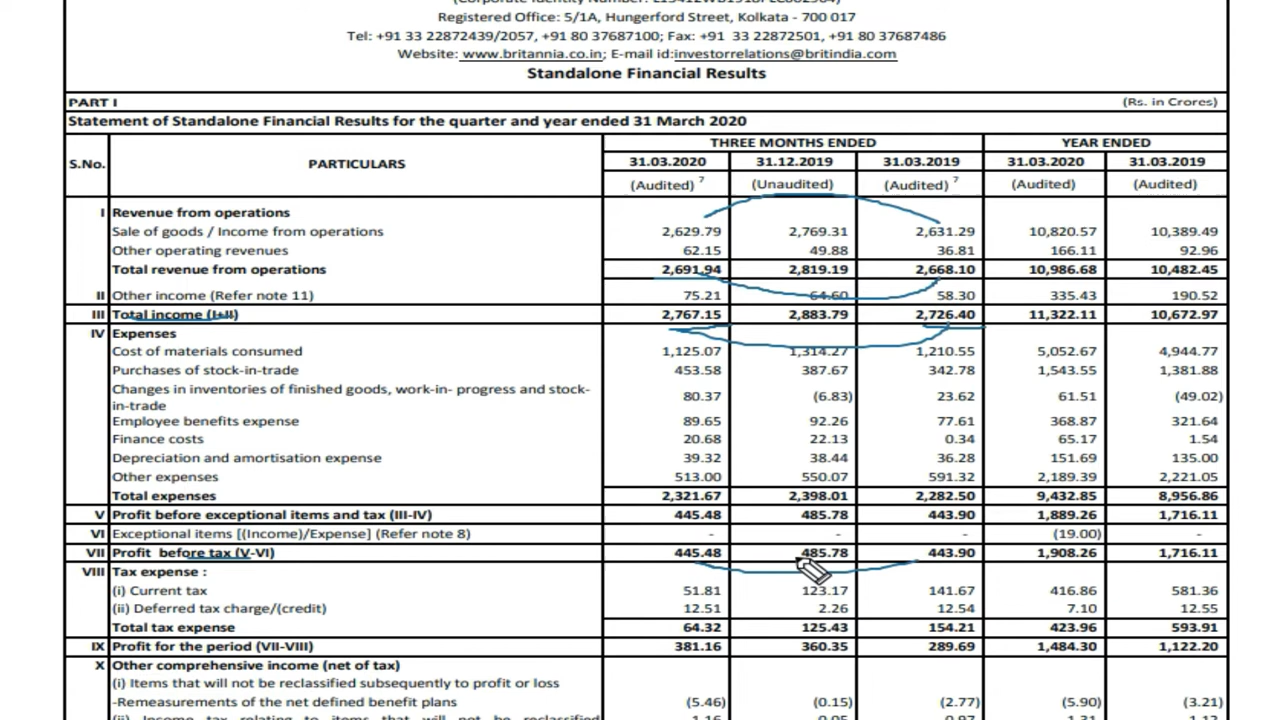 Registered Office: 5/1A, Hungerford Street, Kolkata - 700 017
Tel: +91 33 22872439/2057, +91 80 37687100; Fax: +91 33 22872501, +91 80 37687486
Website: www.britannia.co.in; E-mail id:investorrelations@britindia.com
Standalone Financial Results
PART I (Rs. in Crores)
Statement of Standalone Financial Results for the quarter and year ended 31 March 2020
S.No. PARTICULARS THREE MONTHS ENDED YEAR ENDED
31.03.2020 31.12.2019 31.03.2019 31.03.2020 31.03.2019
(Audited) 7 (Unaudited) (Audited) 7 (Audited) (Audited)
I Revenue from operations
Sale of goods / Income from operations 2,629.79 2,769.31 2,631.29 10,820.57 10,389.49
Other operating revenues 62.15 49.88 36.81 166.11 92.96
Total revenue from operations 2,691.94 2,819.19 2,668.10 10,986.68 10,482.45
II Other income (Refer note 11) 75.21 64.60 58.30 335.43 190.52
III Total income (I+II) 2,767.15 2,883.79 2,726.40 11,322.11 10,672.97
IV Expenses
Cost of materials consumed 1,125.07 1,314.27 1,210.55 5,052.67 4,944.77
Purchases of stock-in-trade 453.58 387.67 342.78 1,543.55 1,381.88
Changes in inventories of finished goods, work-in- progress and stock-
in-trade 80.37 (6.83) 23.62 61.51 (49.02)
Employee benefits expense 89.65 92.26 77.61 368.87 321.64
Finance costs 20.68 22.13 0.34 65.17 1.54
Depreciation and amortisation expense 39.32 38.44 36.28 151.69 135.00
Other expenses 513.00 550.07 591.32 2,189.39 2,221.05
Total expenses 2,321.67 2,398.01 2,282.50 9,432.85 8,956.86
V Profit before exceptional items and tax (III-IV) 445.48 485.78 443.90 1,889.26 1,716.11
VI Exceptional items [(Income)/Expense] (Refer note 8) - - - (19.00) -
VII Profit before tax (V-VI) 445.48 485.78 443.90 1,908.26 1,716.11
VIII Tax expense :
(i) Current tax 51.81 123.17 141.67 416.86 581.36
(ii) Deferred tax charge/(credit) 12.51 2.26 12.54 7.10 12.55
Total tax expense 64.32 125.43 154.21 423.96 593.91
IX Profit for the period (VII-VIII) 381.16 360.35 289.69 1,484.30 1,122.20
X Other comprehensive income (net of tax)
(i) Items that will not be reclassified subsequently to profit or loss
-Remeasurements of the net defined benefit plans (5.46) (0.15) (2.77) (5.90) (3.21)